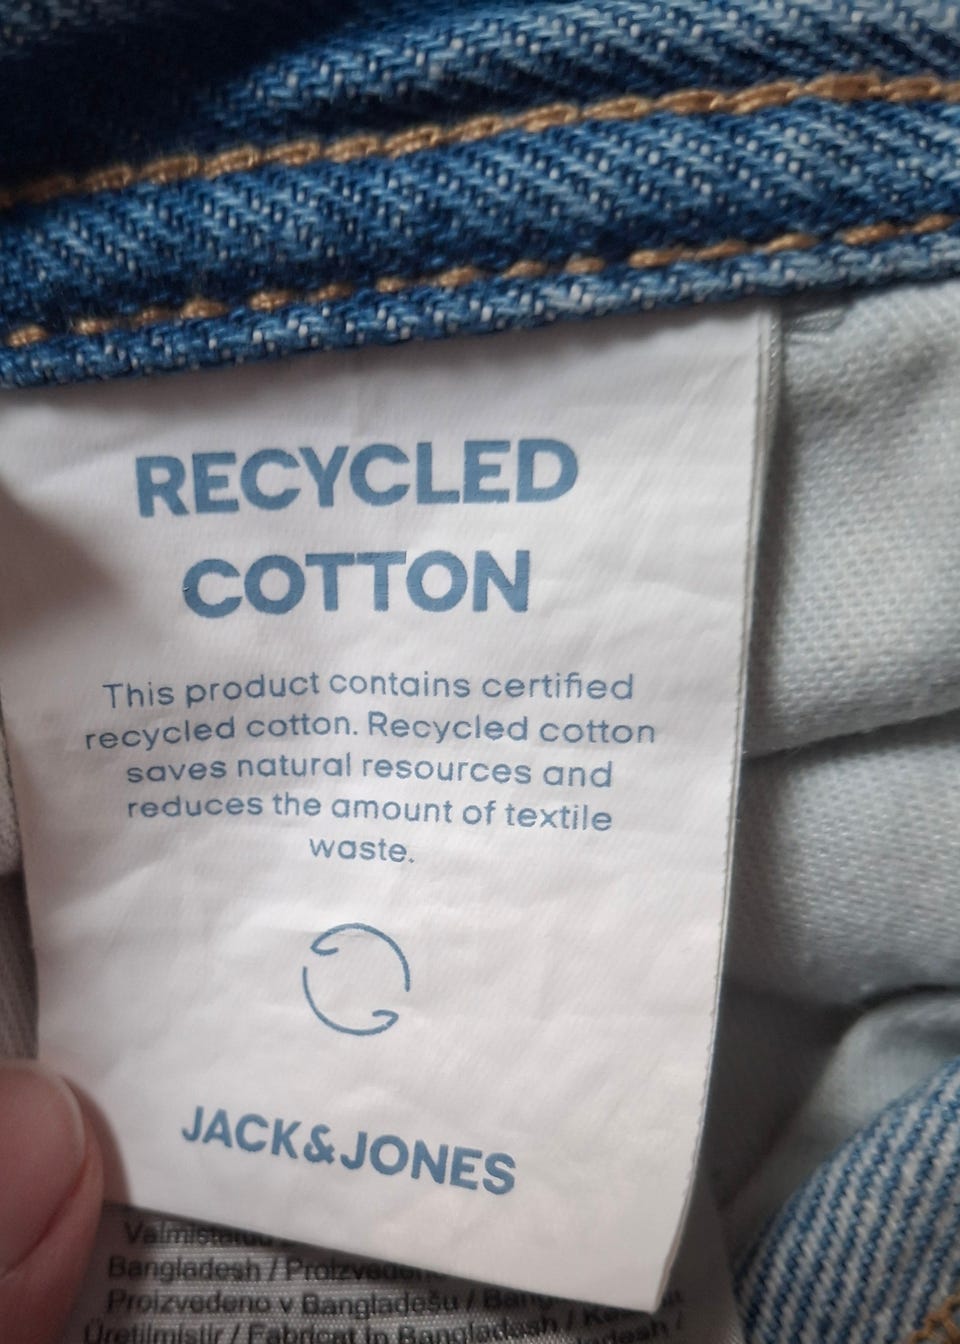 RECYCLED
COTTON
This product contains certified
recycled cotton. Recycled cotton
saves natural resources and
reduces the amount of textile
waste.
JACK&JONES
Bangladesh /
Proizvedeno v Bangladešu /
Üretilmiştir / Fabricat în Bangladesh /